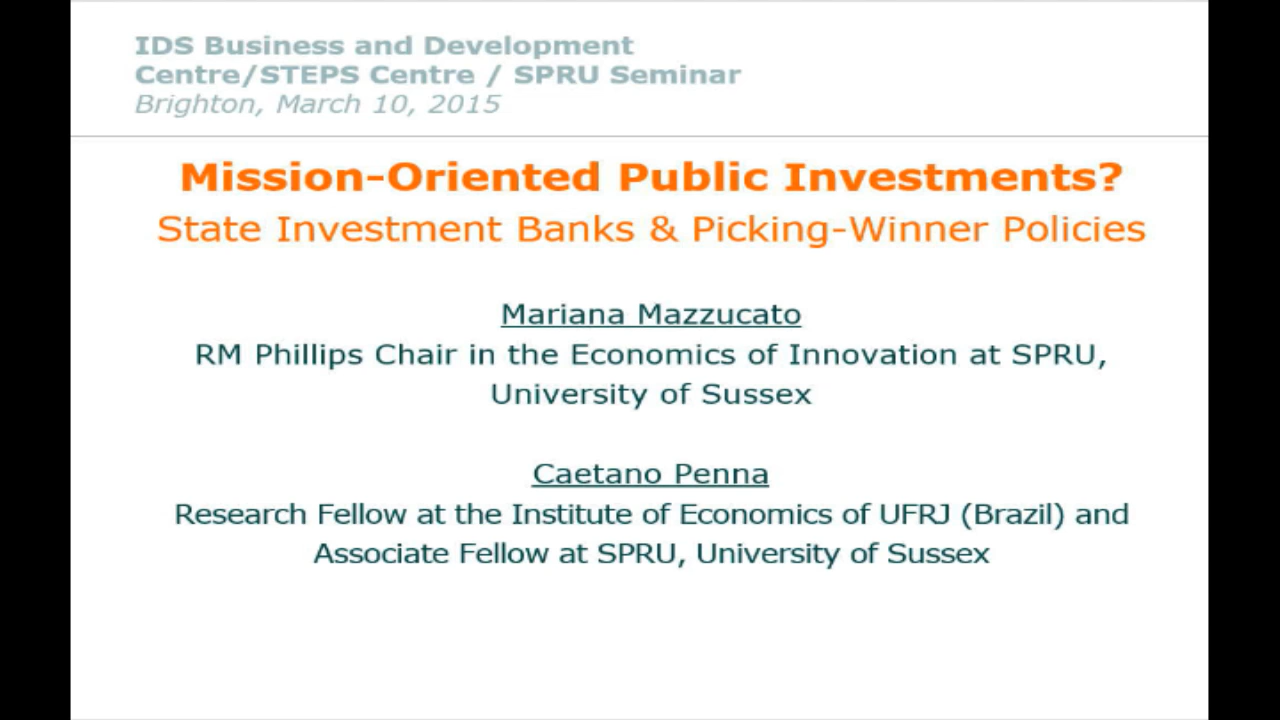 IDS Business and Development
Centre/STEPS Centre / SPRU Seminar
Brighton, March 10, 2015
Mission-Oriented Public Investments?
State Investment Banks & Picking-Winner Policies
Mariana Mazzucato
RM Phillips Chair in the Economics of Innovation at SPRU,
University of Sussex
Caetano Penna
Research Fellow at the Institute of Economics of UFRJ (Brazil) and
Associate Fellow at SPRU, University of Sussex